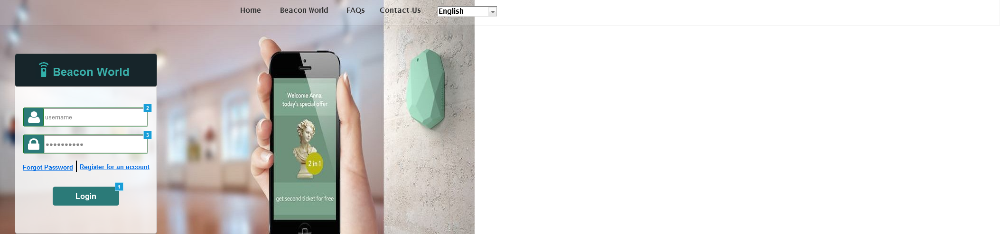 Home Beacon World FAQs Contact Us English
Beacon World
2
username
3
Forgot Password | Register for an account
1
Login
Welcome Anna,
today's special offer
2 in 1
get second ticket for free